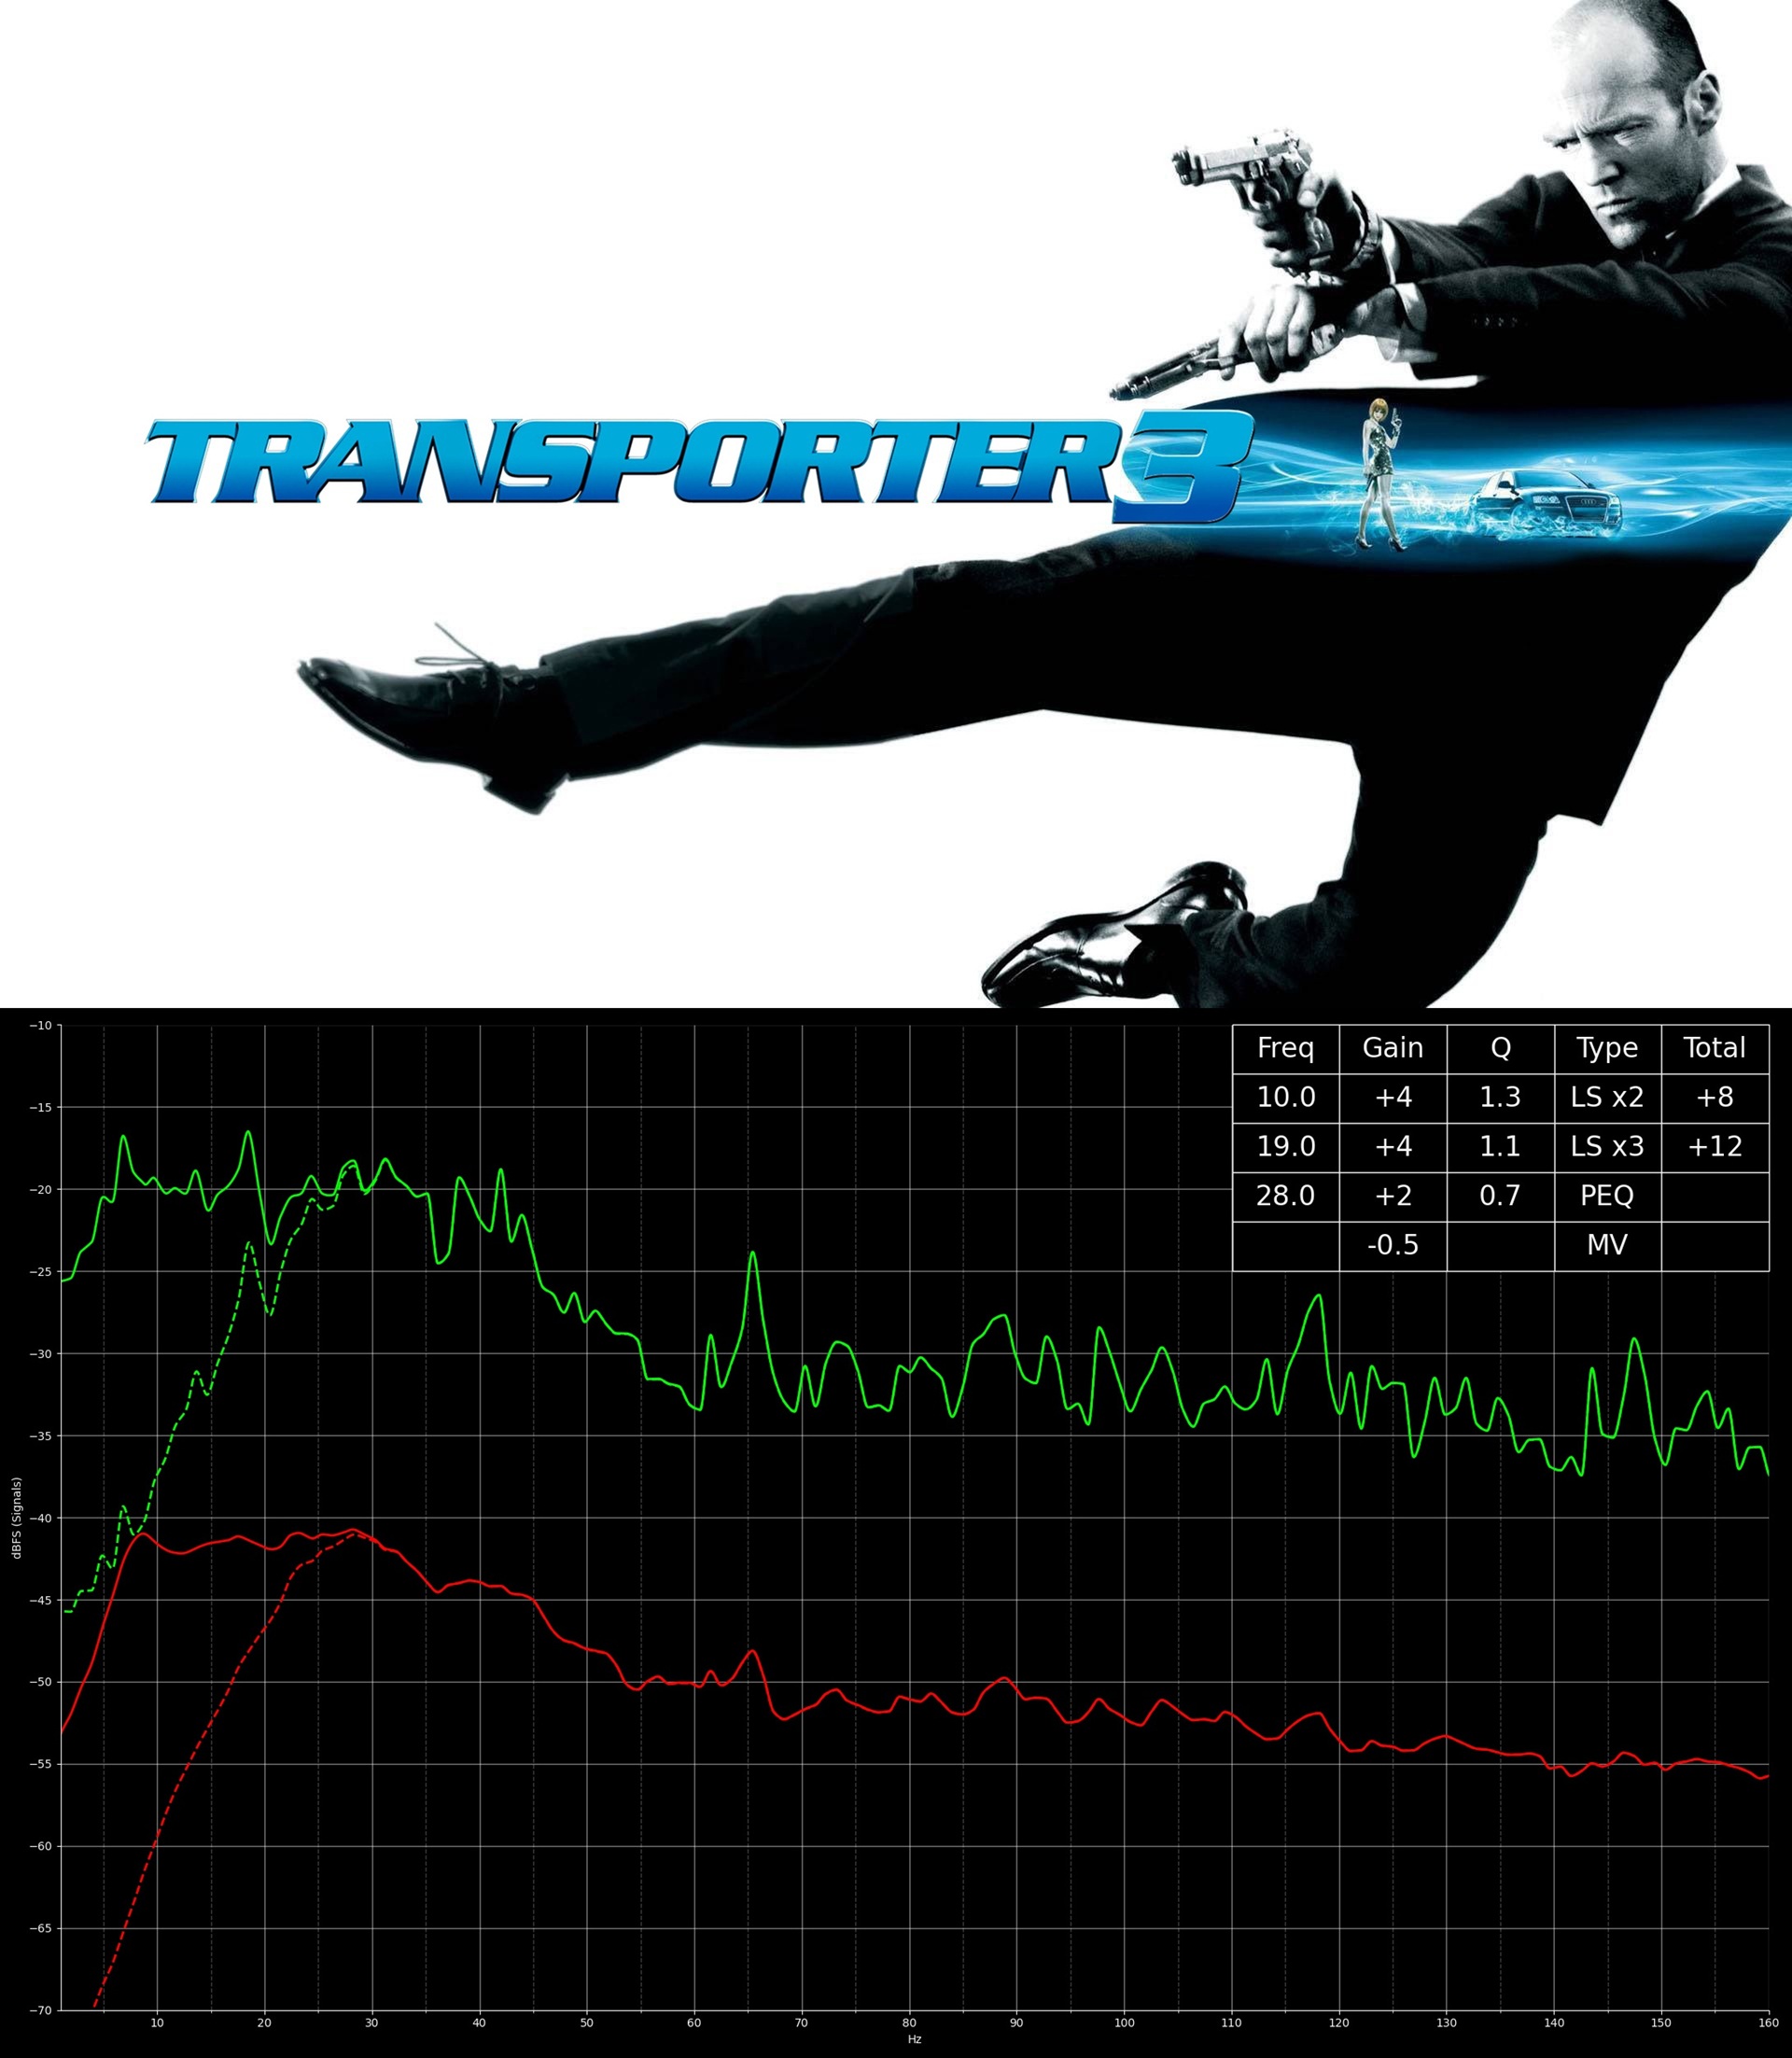 TRANSPORTER 3
Freq Gain Q Type Total
10.0 +4 1.3 LS x2 +8
19.0 +4 1.1 LS x3 +12
28.0 +2 0.7 PEQ
-0.5 MV
−10
−15
−20
−25
−30
−35
−40
−45
−50
−55
−60
−65
−70
dBFS (Signals)
10 20 30 40 50 60 70 80 90 100 110 120 130 140 150 160
Hz